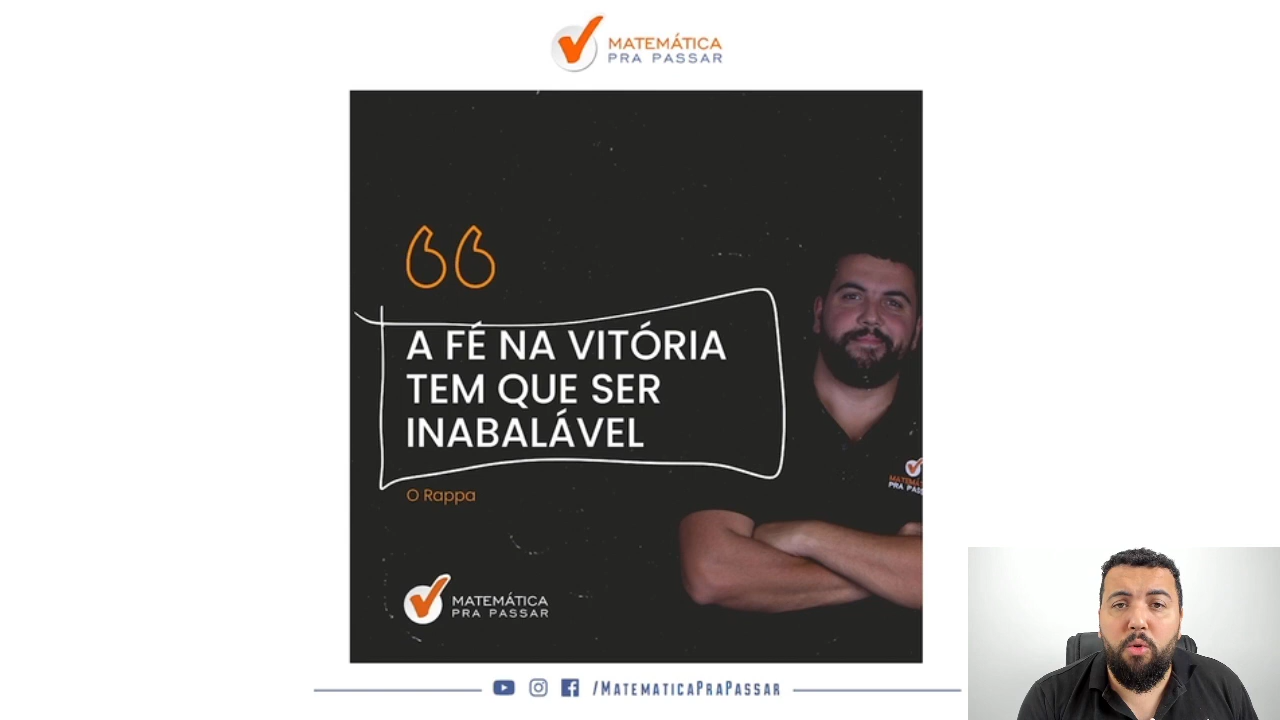 MATEMÁTICA
PRA PASSAR
A FÉ NA VITÓRIA
TEM QUE SER
INABALÁVEL
O Rappa
MATEMÁTICA
PRA PASSAR
/MATEMATICAPRAPASSAR